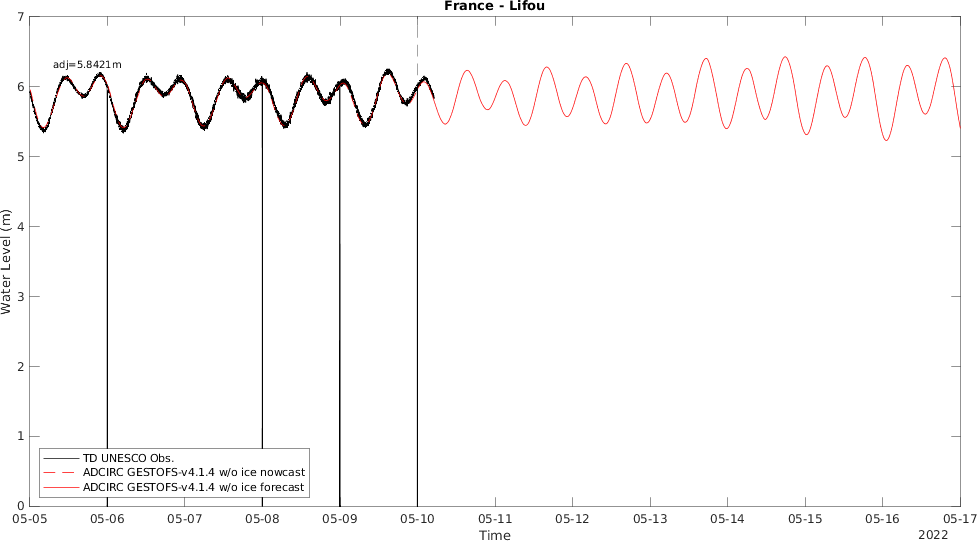 France - Lifou
7
adj=5.8421m
6
5
4
3
2
1
0
Water Level (m)
TD UNESCO Obs.
ADCIRC GESTOFS-v4.1.4 w/o ice nowcast
ADCIRC GESTOFS-v4.1.4 w/o ice forecast
05-05 05-06 05-07 05-08 05-09 05-10 05-11 05-12 05-13 05-14 05-15 05-16 05-17
Time
2022